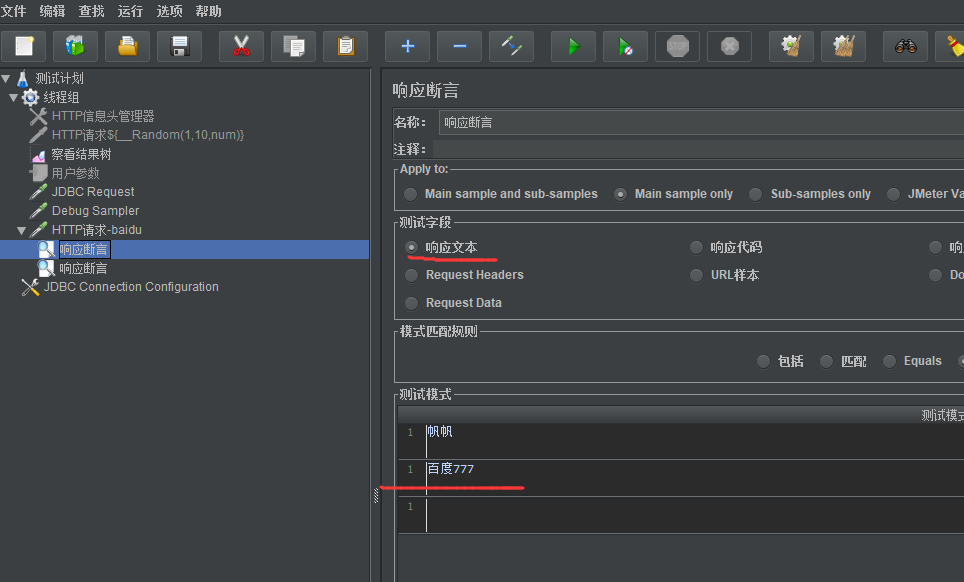 文件 编辑 查找 运行 选项 帮助
STOP
测试计划
线程组
HTTP信息头管理器
HTTP请求${__Random(1,10,num)}
察看结果树
用户参数
JDBC Request
Debug Sampler
HTTP请求-baidu
响应断言
响应断言
JDBC Connection Configuration
响应断言
名称： 响应断言
注释：
Apply to:
Main sample and sub-samples Main sample only Sub-samples only JMeter Va
测试字段
响应文本 响应代码 响
Request Headers URL样本 Do
Request Data
模式匹配规则
包括 匹配 Equals
测试模式
测试模式
1 帆帆
1 百度777
1